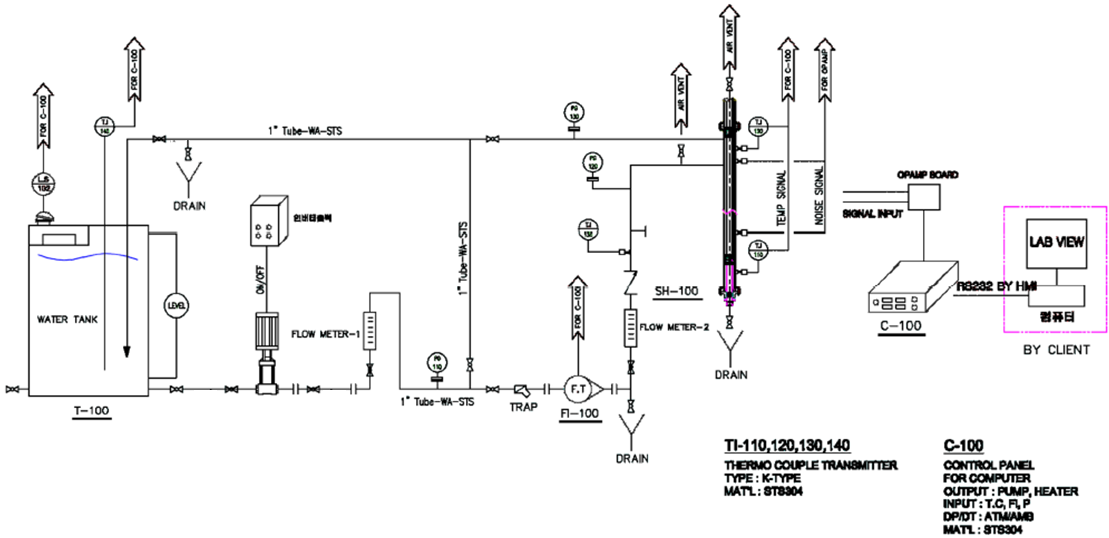 FOR C-100
FOR C-100
AIR VENT
AIR VENT
FOR C-100
FOR OPAMP
TI
140
1" Tube-WA-STS
130
TI
130
LS
102
120
DRAIN
TEMP SIGNAL
NOISE SIGNAL
OPAMP BOARD
SIGNAL INPUT
ON/OFF
1" Tube-WA-STS
TI
110
LAB VIEW
WATER TANK
LEVEL
FLOW METER-1
FOR C-100
SH-100
FLOW METER-2
RS232 BY HMI
컴퓨터
C-100
BY CLIENT
110
DRAIN
T-100
1" Tube-WA-STS
TRAP
F.T
FI-100
DRAIN
TI-110,120,130,140
THERMO COUPLE TRANSMITTER
TYPE : K-TYPE
MAT'L : STS304
C-100
CONTROL PANEL
FOR COMPUTER
OUTPUT : PUMP, HEATER
INPUT : T.C, FI, P
DP/DT : ATM/AMB
MAT'L : STS304